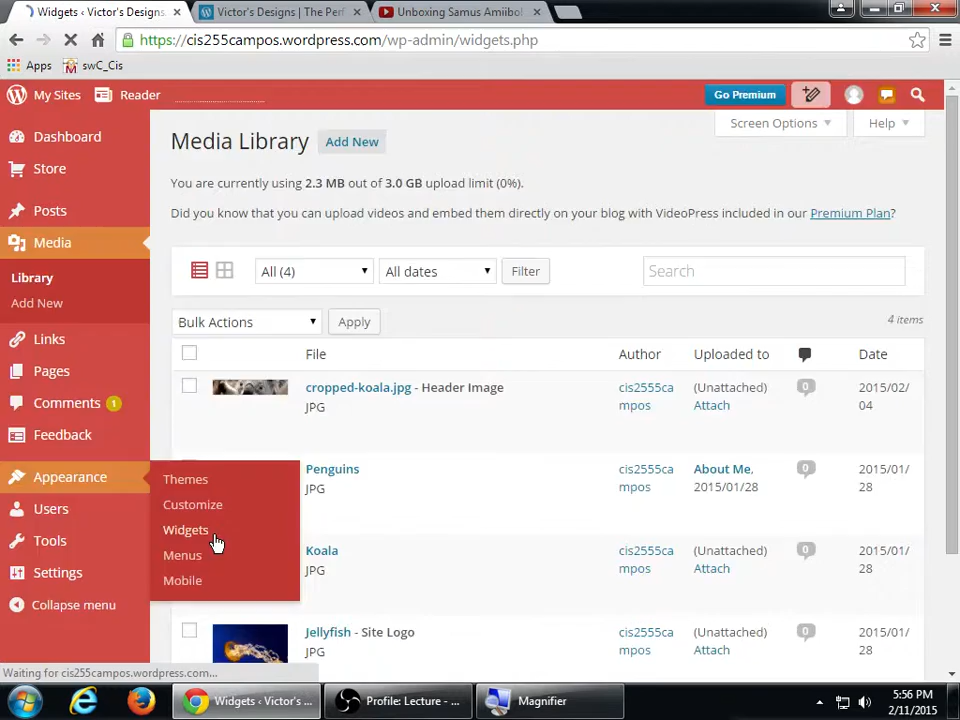 Widgets ‹ Victor's Designs
Victor's Designs | The Perf
Unboxing Samus Amiibo!
https://cis255campos.wordpress.com/wp-admin/widgets.php
Apps
swC_Cis
My Sites
Reader
Go Premium
Screen Options
Help
Dashboard
Store
Posts
Media
Library
Add New
Links
Pages
Comments 1
Feedback
Appearance
Users
Tools
Settings
Collapse menu
Themes
Customize
Widgets
Menus
Mobile
Media Library Add New
You are currently using 2.3 MB out of 3.0 GB upload limit (0%).
Did you know that you can upload videos and embed them directly on your blog with VideoPress included in our Premium Plan?
All (4)
All dates
Filter
Search
Bulk Actions
Apply
4 items
File
Author
Uploaded to
Date
cropped-koala.jpg - Header Image
JPG
cis2555ca
mpos
(Unattached)
Attach
0
2015/02/
04
Penguins
JPG
cis2555ca
mpos
About Me,
2015/01/28
0
2015/01/
28
Koala
JPG
cis2555ca
mpos
(Unattached)
Attach
0
2015/01/
28
Jellyfish - Site Logo
JPG
cis2555ca
mpos
(Unattached)
Attach
0
2015/01/
28
Waiting for cis255campos.wordpress.com...
Widgets ‹ Victor's ...
Profile: Lecture - ...
Magnifier
5:56 PM
2/11/2015